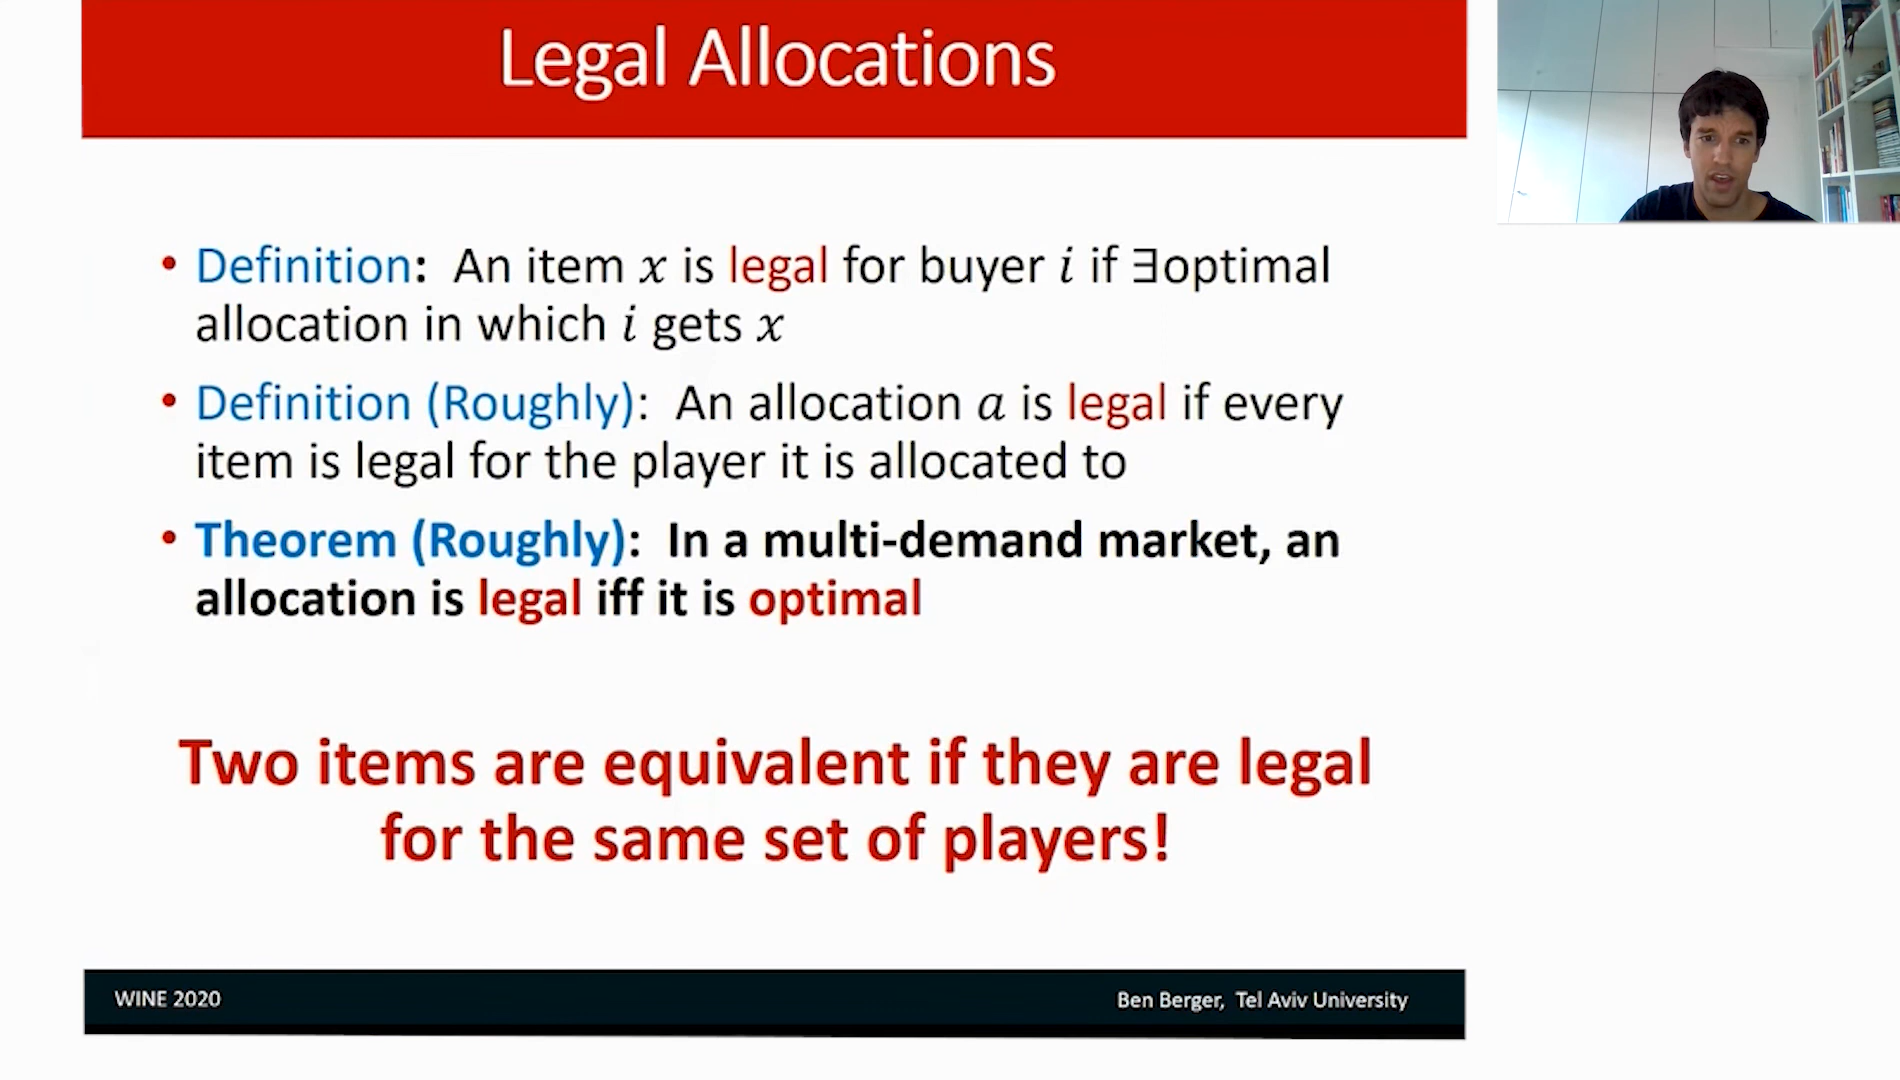 Legal Allocations
• Definition: An item x is legal for buyer i if ∃optimal
allocation in which i gets x
• Definition (Roughly): An allocation a is legal if every
item is legal for the player it is allocated to
• Theorem (Roughly): In a multi-demand market, an
allocation is legal iff it is optimal
Two items are equivalent if they are legal
for the same set of players!
WINE 2020
Ben Berger, Tel Aviv University